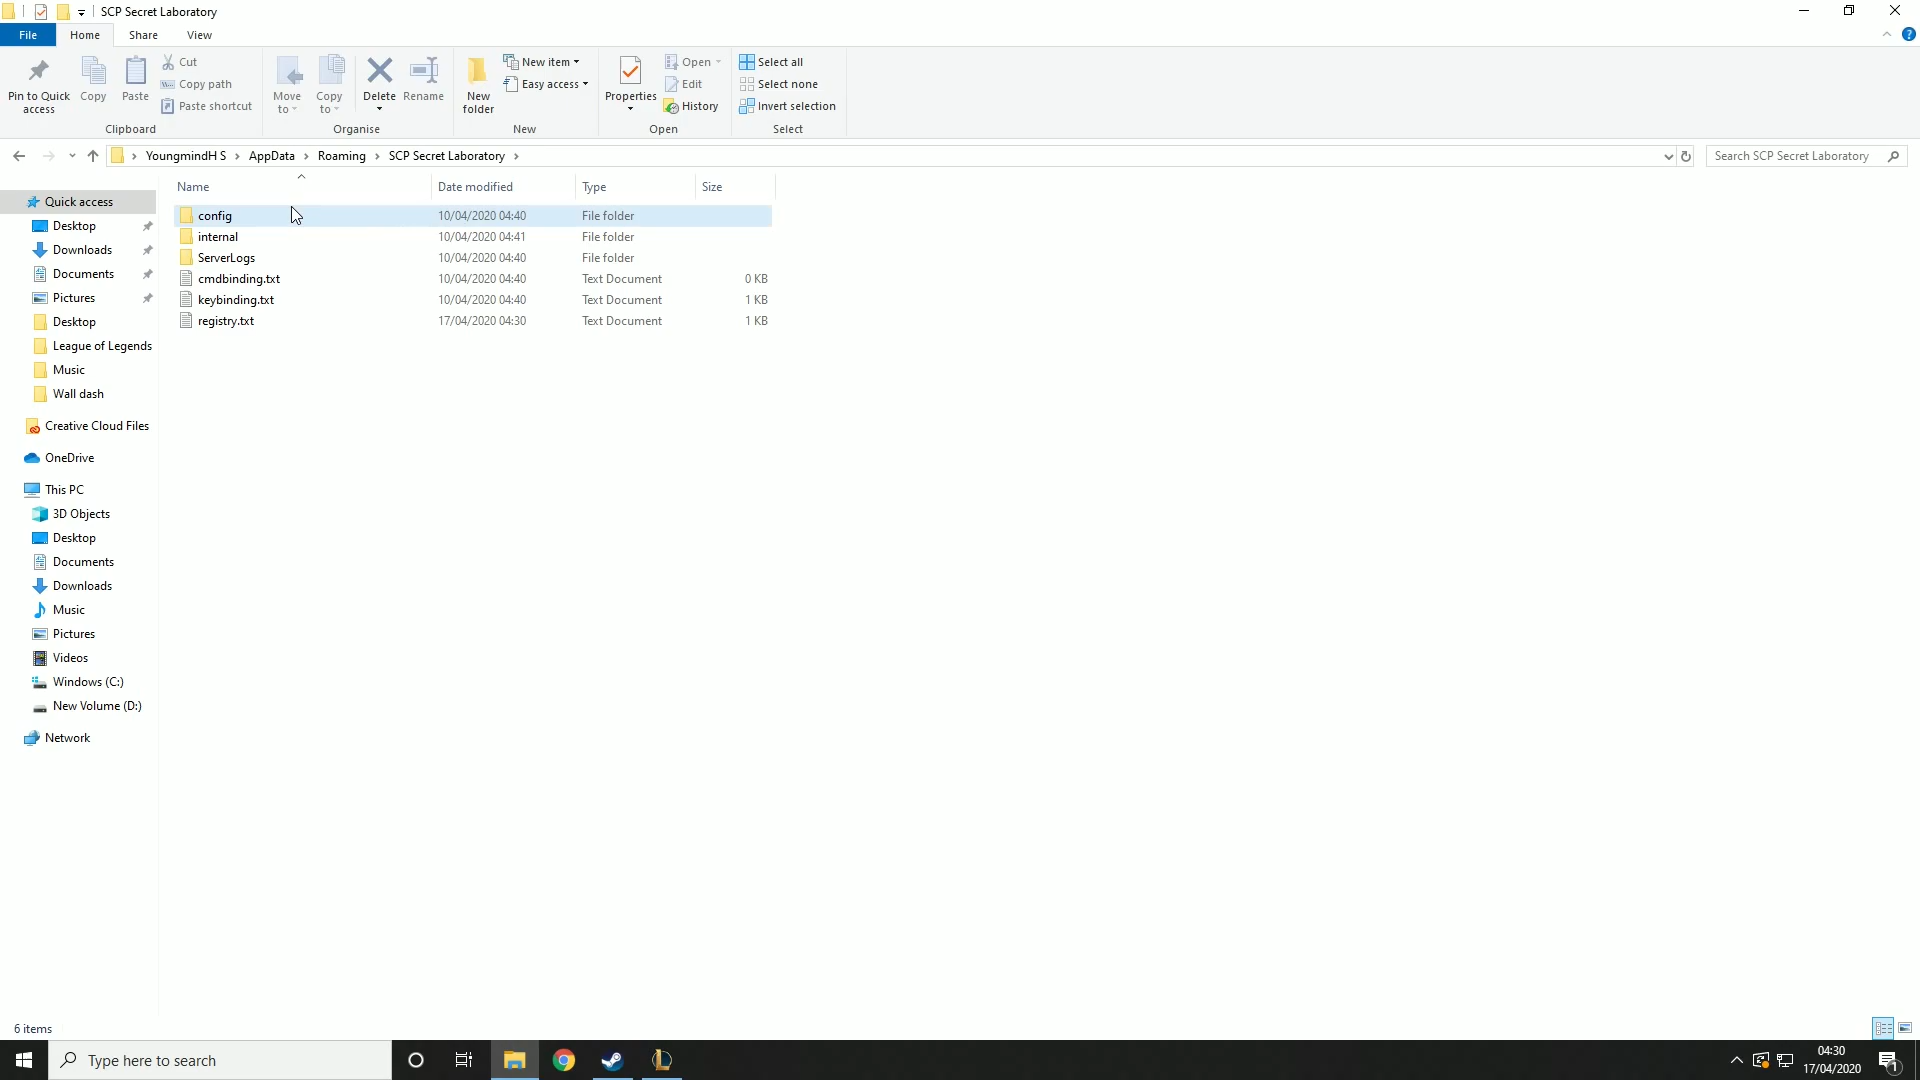 SCP Secret Laboratory
File Home Share View
Pin to Quick access
Copy
Paste
Cut
Copy path
Paste shortcut
Clipboard
Move to
Copy to
Delete
Rename
Organise
New folder
New item
Easy access
New
Properties
Open
Edit
History
Open
Select all
Select none
Invert selection
Select
YoungmindH S > AppData > Roaming > SCP Secret Laboratory >
Search SCP Secret Laboratory
Name Date modified Type Size
config 10/04/2020 04:40 File folder
internal 10/04/2020 04:41 File folder
ServerLogs 10/04/2020 04:40 File folder
cmdbinding.txt 10/04/2020 04:40 Text Document 0 KB
keybinding.txt 10/04/2020 04:40 Text Document 1 KB
registry.txt 17/04/2020 04:30 Text Document 1 KB
Quick access
Desktop
Downloads
Documents
Pictures
Desktop
League of Legends
Music
Wall dash
Creative Cloud Files
OneDrive
This PC
3D Objects
Desktop
Documents
Downloads
Music
Pictures
Videos
Windows (C:)
New Volume (D:)
Network
6 items
Type here to search
04:30
17/04/2020
1